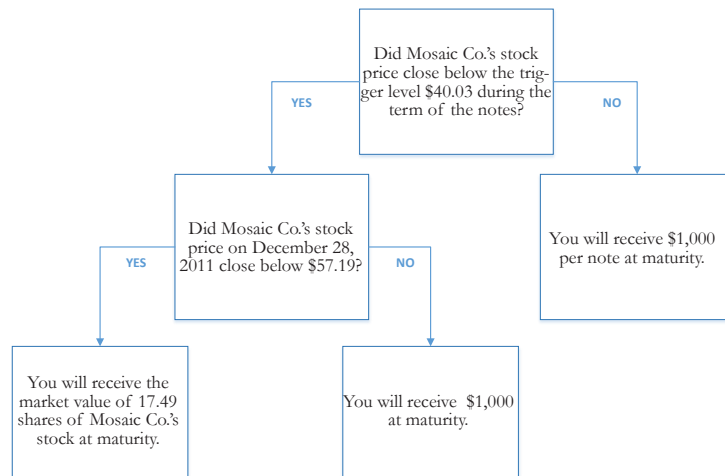 Did Mosaic Co.'s stock
price close below the trig-
ger level $40.03 during the
term of the notes?
YES
NO
Did Mosaic Co.'s stock
price on December 28,
2011 close below $57.19?
You will receive $1,000
per note at maturity.
YES
NO
You will receive the
market value of 17.49
shares of Mosaic Co.'s
stock at maturity.
You will receive $1,000
at maturity.